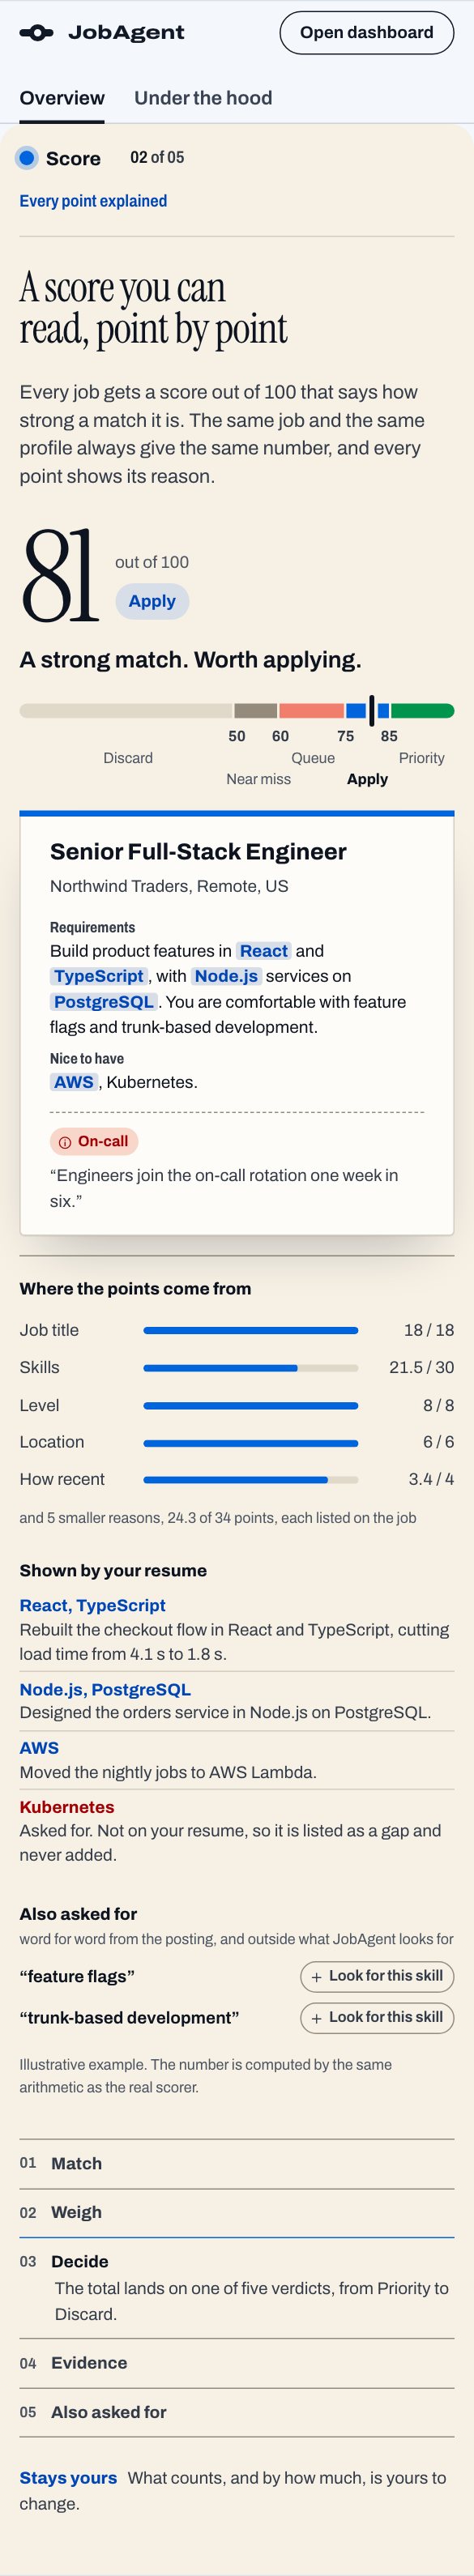 JobAgent
Open dashboard
Overview
Under the hood
Score
02 of 05
Every point explained
A score you can
read, point by point
Every job gets a score out of 100 that says how
strong a match it is. The same job and the same
profile always give the same number, and every
point shows its reason.
81
out of 100
Apply
A strong match. Worth applying.
50 60 75 85
Discard Queue Priority
Near miss Apply
Senior Full-Stack Engineer
Northwind Traders, Remote, US
Requirements
Build product features in React and
TypeScript, with Node.js services on
PostgreSQL. You are comfortable with feature
flags and trunk-based development.
Nice to have
AWS, Kubernetes.
On-call
“Engineers join the on-call rotation one week in
six.”
Where the points come from
Job title 18 / 18
Skills 21.5 / 30
Level 8 / 8
Location 6 / 6
How recent 3.4 / 4
and 5 smaller reasons, 24.3 of 34 points, each listed on the job
Shown by your resume
React, TypeScript
Rebuilt the checkout flow in React and TypeScript, cutting
load time from 4.1 s to 1.8 s.
Node.js, PostgreSQL
Designed the orders service in Node.js on PostgreSQL.
AWS
Moved the nightly jobs to AWS Lambda.
Kubernetes
Asked for. Not on your resume, so it is listed as a gap and
never added.
Also asked for
word for word from the posting, and outside what JobAgent looks for
“feature flags”
+ Look for this skill
“trunk-based development”
+ Look for this skill
Illustrative example. The number is computed by the same
arithmetic as the real scorer.
01 Match
02 Weigh
03 Decide
The total lands on one of five verdicts, from Priority to
Discard.
04 Evidence
05 Also asked for
Stays yours What counts, and by how much, is yours to
change.